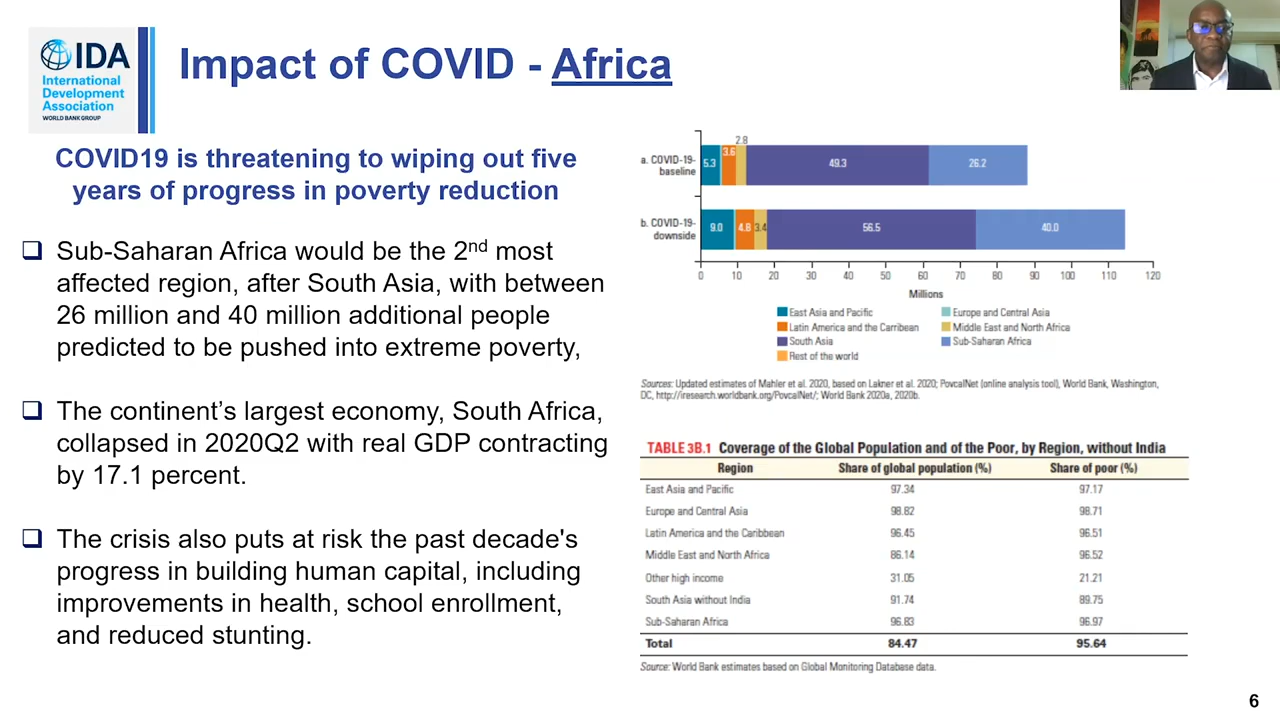 IDA
International
Development
Association
WORLD BANK GROUP
Impact of COVID - Africa
COVID19 is threatening to wiping out five
years of progress in poverty reduction
❑ Sub-Saharan Africa would be the 2nd most
affected region, after South Asia, with between
26 million and 40 million additional people
predicted to be pushed into extreme poverty,
❑ The continent’s largest economy, South Africa,
collapsed in 2020Q2 with real GDP contracting
by 17.1 percent.
❑ The crisis also puts at risk the past decade's
progress in building human capital, including
improvements in health, school enrollment,
and reduced stunting.
a. COVID-19-
baseline
5.3 3.6 2.8 49.3 26.2
b. COVID-19-
downside
9.0 4.8 3.4 56.5 40.0
0 10 20 30 40 50 60 70 80 90 100 110 120
Millions
East Asia and Pacific Europe and Central Asia
Latin America and the Carribean Middle East and North Africa
South Asia Sub-Saharan Africa
Rest of the world
Sources: Updated estimates of Mahler et al. 2020, based on Lakner et al. 2020; PovcalNet (online analysis tool), World Bank, Washington,
DC, http://iresearch.worldbank.org/PovcalNet/; World Bank 2020a, 2020b.
TABLE 3B.1 Coverage of the Global Population and of the Poor, by Region, without India
Region Share of global population (%) Share of poor (%)
East Asia and Pacific 97.34 97.17
Europe and Central Asia 98.82 98.71
Latin America and the Caribbean 96.45 96.51
Middle East and North Africa 86.14 96.52
Other high income 31.05 21.21
South Asia without India 91.74 89.75
Sub-Saharan Africa 96.83 96.97
Total 84.47 95.64
Source: World Bank estimates based on Global Monitoring Database data.
6